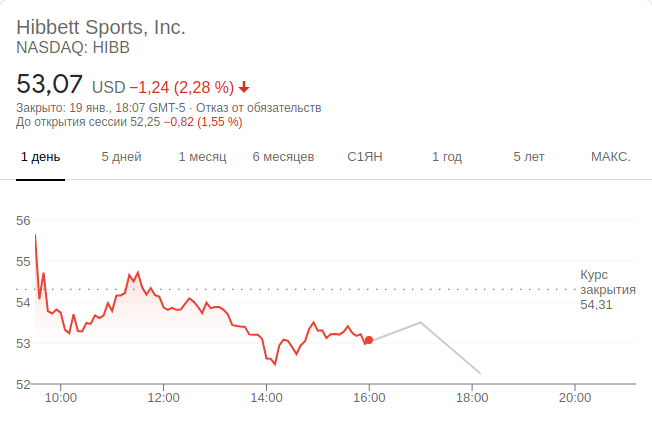 Hibbett Sports, Inc.
NASDAQ: HIBB
53,07 USD −1,24 (2,28 %)
Закрыто: 19 янв., 18:07 GMT-5 · Отказ от обязательств
До открытия сессии 52,25 −0,82 (1,55 %)
1 день 5 дней 1 месяц 6 месяцев С1ЯН 1 год 5 лет МАКС.
56
55
Курс
закрытия
54,31
54
53
52
10:00 12:00 14:00 16:00 18:00 20:00